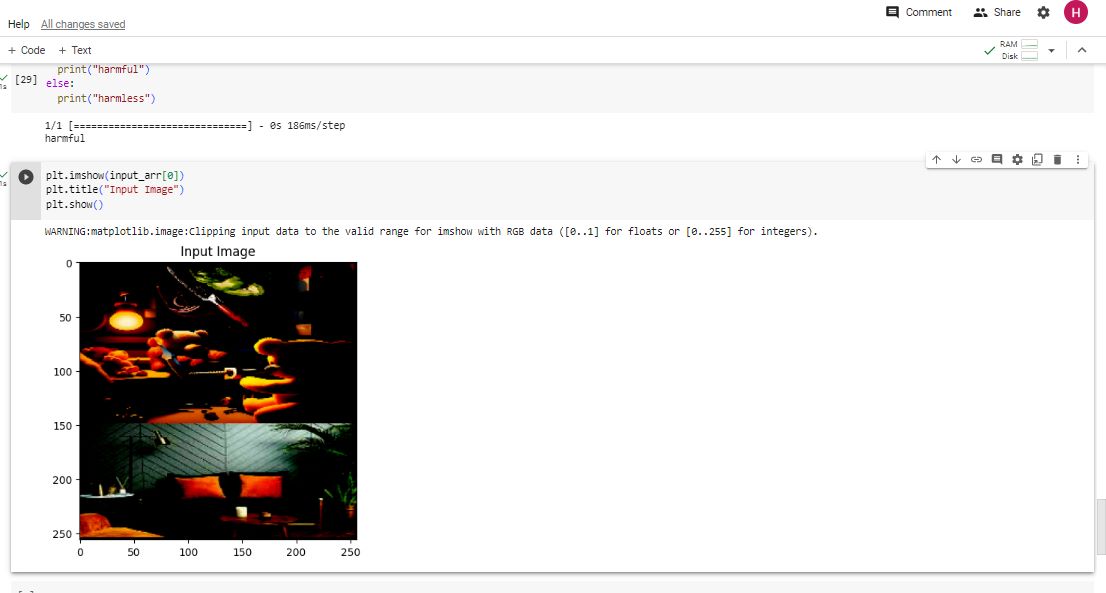 Comment Share H
Help All changes saved
+ Code + Text RAM Disk
print("harmful")
[29] else:
1s
print("harmless")
1/1 [==============================] - 0s 186ms/step
harmful
plt.imshow(input_arr[0])
1s
plt.title("Input Image")
plt.show()
WARNING:matplotlib.image:Clipping input data to the valid range for imshow with RGB data ([0..1] for floats or [0..255] for integers).
Input Image
0
50
100
150
200
250
0 50 100 150 200 250